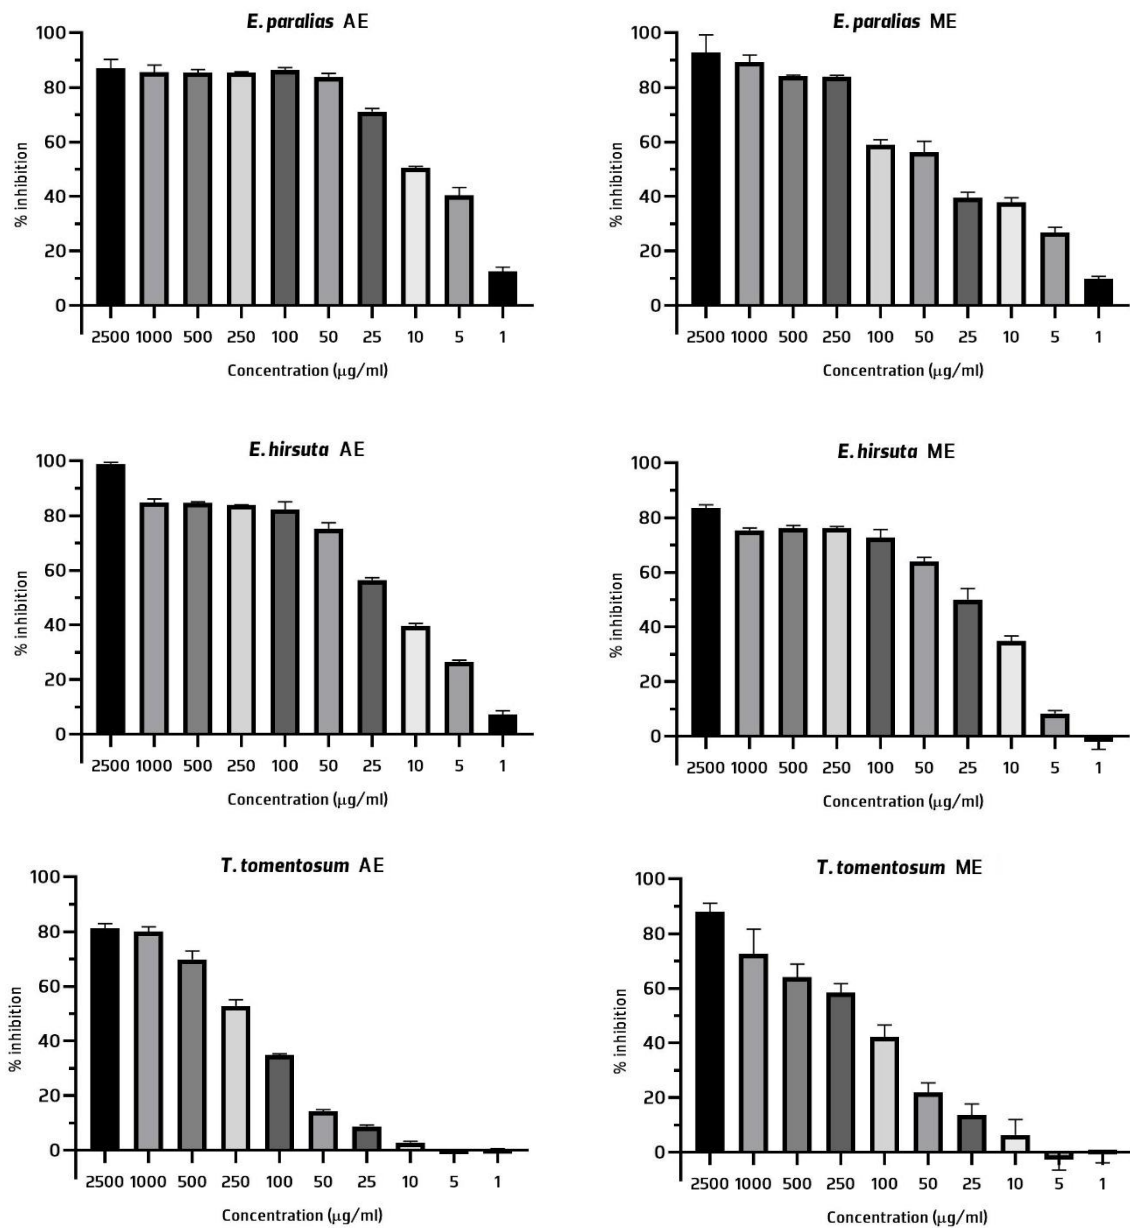 E. paralias AE
100
80
60
40
20
0
% inhibition
2500 1000 500 250 100 50 25 10 5 1
Concentration (μg/ml)
E. paralias ME
100
80
60
40
20
0
% inhibition
2500 1000 500 250 100 50 25 10 5 1
Concentration (μg/ml)
E. hirsuta AE
100
80
60
40
20
0
% inhibition
2500 1000 500 250 100 50 25 10 5 1
Concentration (μg/ml)
E. hirsuta ME
100
80
60
40
20
0
% inhibition
2500 1000 500 250 100 50 25 10 5 1
Concentration (μg/ml)
T. tomentosum AE
100
80
60
40
20
0
% inhibition
2500 1000 500 250 100 50 25 10 5 1
Concentration (μg/ml)
T. tomentosum ME
100
80
60
40
20
0
% inhibition
2500 1000 500 250 100 50 25 10 5 1
Concentration (μg/ml)